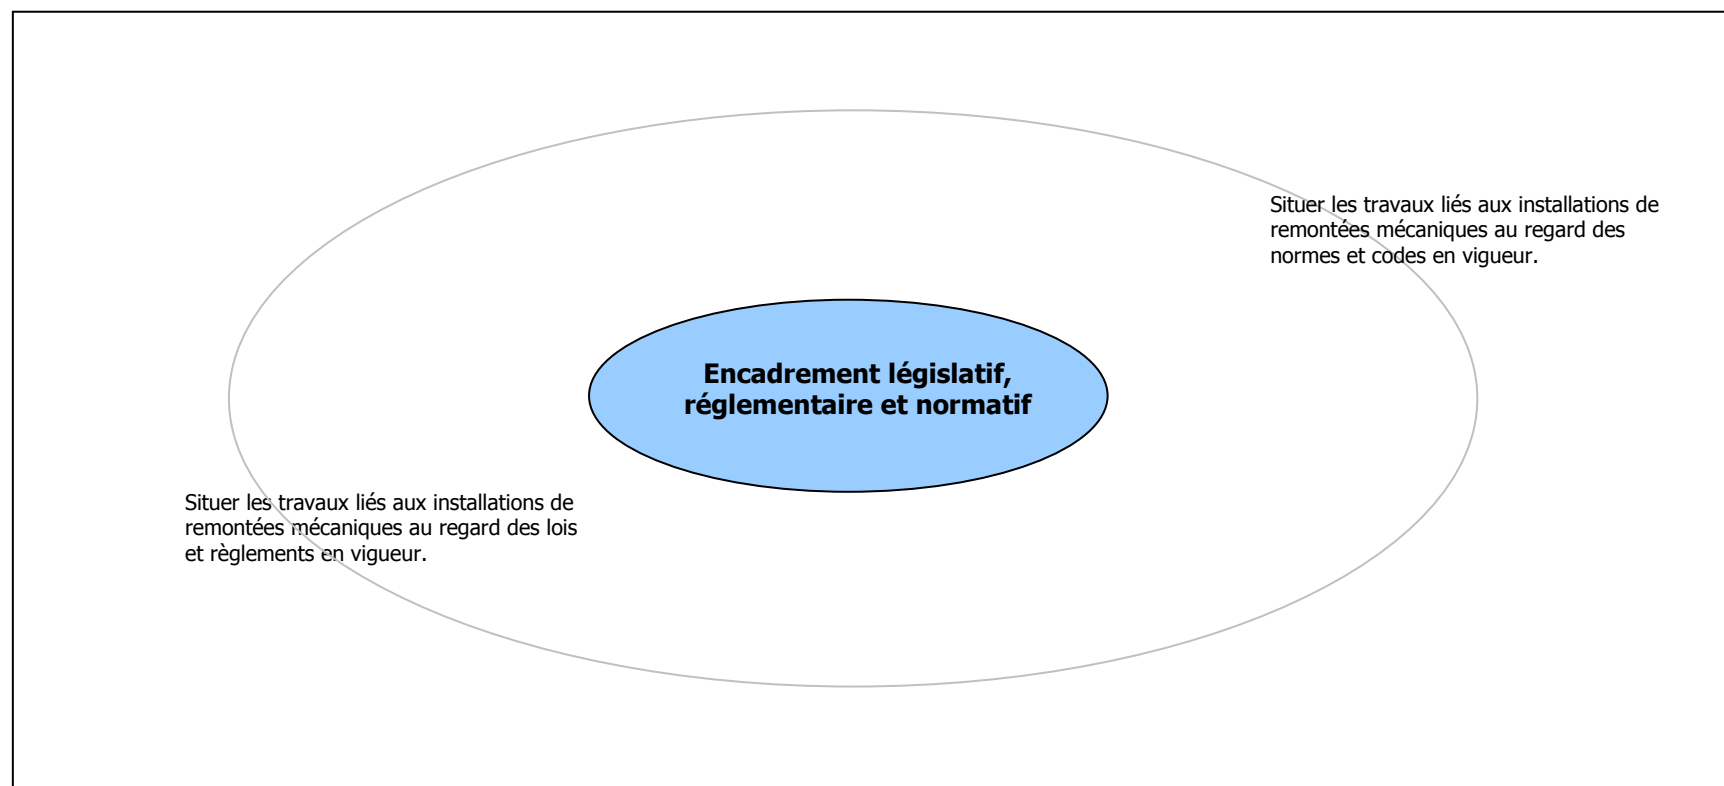 Situer les travaux liés aux installations de
remontées mécaniques au regard des
normes et codes en vigueur.
Encadrement législatif,
réglementaire et normatif
Situer les travaux liés aux installations de
remontées mécaniques au regard des lois
et règlements en vigueur.